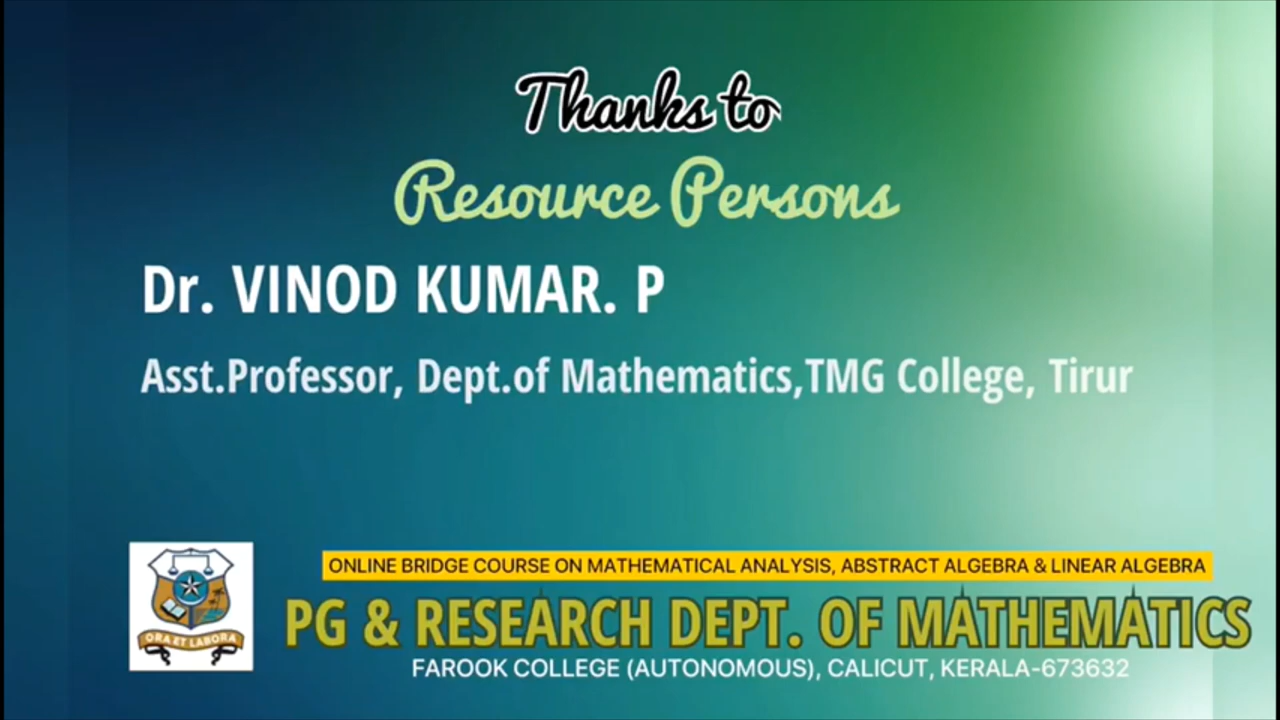 Thanks to
Resource Persons
Dr. VINOD KUMAR. P
Asst.Professor, Dept.of Mathematics,TMG College, Tirur
ONLINE BRIDGE COURSE ON MATHEMATICAL ANALYSIS, ABSTRACT ALGEBRA & LINEAR ALGEBRA
PG & RESEARCH DEPT. OF MATHEMATICS
ORA ET LABORA
FAROOK COLLEGE (AUTONOMOUS), CALICUT, KERALA-673632